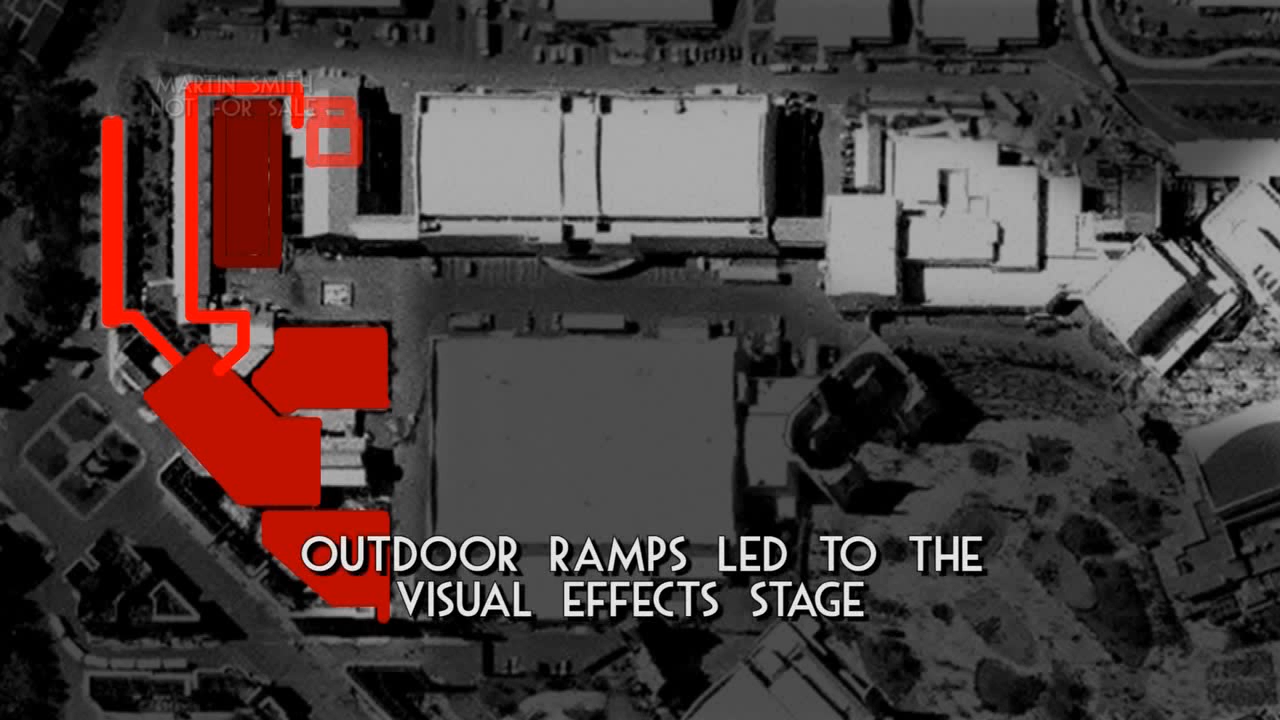 MARTIN SMITH
NOT FOR SALE
OUTDOOR RAMPS LED TO THE
VISUAL EFFECTS STAGE